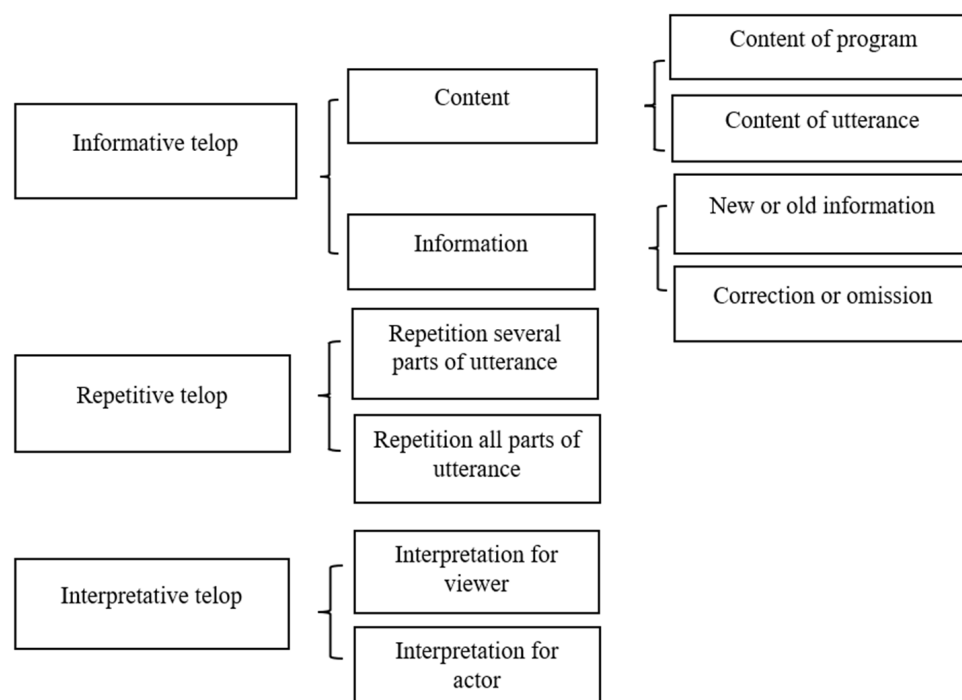 Informative telop
Content
Content of program
Content of utterance
Information
New or old information
Correction or omission
Repetitive telop
Repetition several
parts of utterance
Repetition all parts of
utterance
Interpretative telop
Interpretation for
viewer
Interpretation for
actor